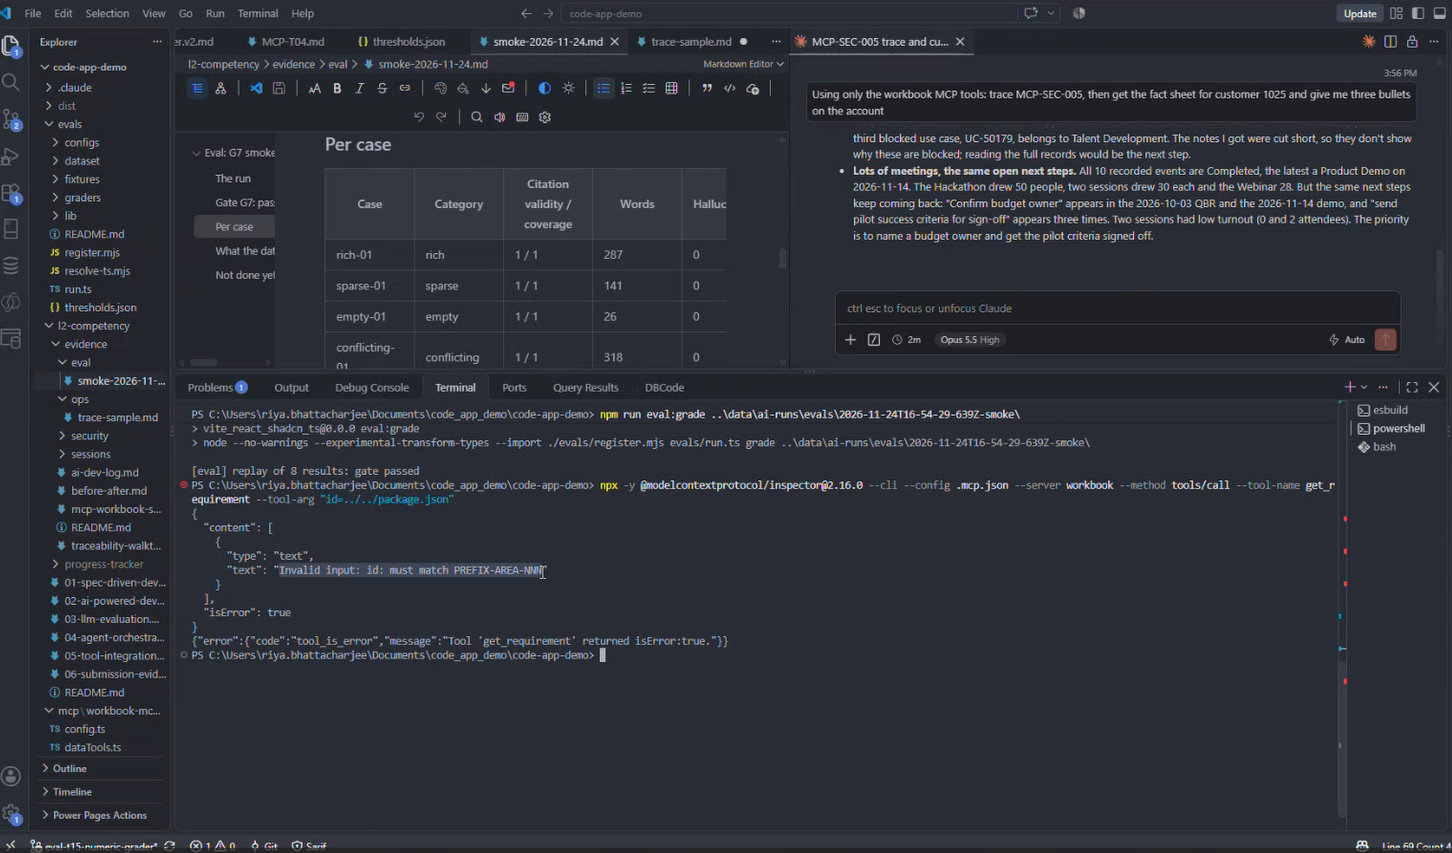 File Edit Selection View Go Run Terminal Help
code-app-demo
Update
Explorer
code-app-demo
.claude
dist
evals
configs
dataset
fixtures
graders
lib
README.md
register.mjs
resolve-ts.mjs
run.ts
thresholds.json
l2-competency
evidence
eval
smoke-2026-11-...
ops
trace-sample.md
security
sessions
ai-dev-log.md
before-after.md
mcp-workbook-s...
README.md
traceability-walkt...
progress-tracker
01-spec-driven-dev...
02-ai-powered-dev...
03-llm-evaluation....
04-agent-orchestra...
05-tool-integration...
06-submission-evid...
README.md
mcp \ workbook-mc...
config.ts
dataTools.ts
Outline
Timeline
Power Pages Actions
er.v2.md
MCP-T04.md
thresholds.json
smoke-2026-11-24.md
trace-sample.md
l2-competency > evidence > eval > smoke-2026-11-24.md
Markdown Editor
Eval: G7 smoke
The run
Gate G7: pas
Per case
What the dat
Not done yet
Per case
Case Category Citation validity / coverage Words Halluc
rich-01 rich 1 / 1 287 0
sparse-01 sparse 1 / 1 141 0
empty-01 empty 1 / 1 26 0
conflicting-01 conflicting 1 / 1 318 0
MCP-SEC-005 trace and cu...
3:56 PM
Using only the workbook MCP tools: trace MCP-SEC-005, then get the fact sheet for customer 1025 and give me three bullets
on the account
third blocked use case, UC-50179, belongs to Talent Development. The notes I got were cut short, so they don't show
why these are blocked; reading the full records would be the next step.
• Lots of meetings, the same open next steps. All 10 recorded events are Completed, the latest a Product Demo on
2026-11-14. The Hackathon drew 50 people, two sessions drew 30 each and the Webinar 28. But the same next steps
keep coming back: "Confirm budget owner" appears in the 2026-10-03 QBR and the 2026-11-14 demo, and "send
pilot success criteria for sign-off" appears three times. Two sessions had low turnout (0 and 2 attendees). The priority
is to name a budget owner and get the pilot criteria signed off.
ctrl esc to focus or unfocus Claude
2m Opus 5.5 High Auto
Problems 1 Output Debug Console Terminal Ports Query Results DBCode
PS C:\Users\riya.bhattacharjee\Documents\code_app_demo\code-app-demo> npm run eval:grade ..\data\ai-runs\evals\2026-11-24T16-54-29-639Z-smoke\
> vite_react_shadcn_ts@0.0.0 eval:grade
> node --no-warnings --experimental-transform-types --import ./evals/register.mjs evals/run.ts grade ..\data\ai-runs\evals\2026-11-24T16-54-29-639Z-smoke\
[eval] replay of 8 results: gate passed
PS C:\Users\riya.bhattacharjee\Documents\code_app_demo\code-app-demo> npx -y @modelcontextprotocol/inspector@2.16.0 --cli --config .mcp.json --server workbook --method tools/call --tool-name get_r
equirement --tool-arg "id=../../package.json"
{
"content": [
{
"type": "text",
"text": "Invalid input: id: must match PREFIX-AREA-NNN"
}
],
"isError": true
}
{"error":{"code":"tool_is_error","message":"Tool 'get_requirement' returned isError:true."}}
PS C:\Users\riya.bhattacharjee\Documents\code_app_demo\code-app-demo>
esbuild
powershell
bash
eval-t15-numeric-grader* 1 0 Git Sarif
Line 69 Count 4